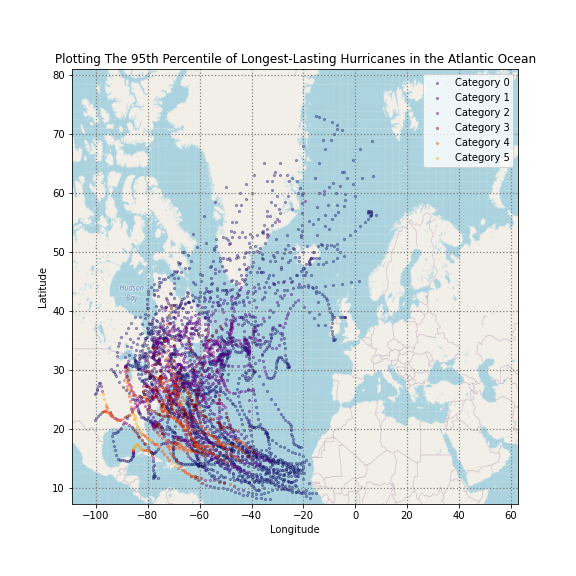 Plotting The 95th Percentile of Longest-Lasting Hurricanes in the Atlantic Ocean
Category 0
Category 1
Category 2
Category 3
Category 4
Category 5
80
70
60
50
40
30
20
10
Latitude
Hudson
Bay
−100
−80
−60
−40
−20
0
20
40
60
Longitude